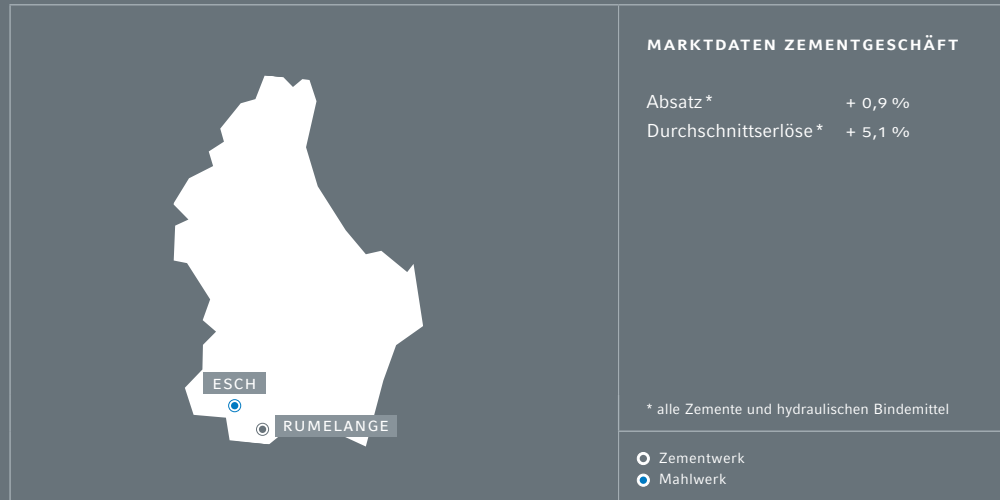 MARKTDATEN ZEMENTGESCHÄFT
Absatz * + 0,9 %
Durchschnittserlöse * + 5,1 %
ESCH
RUMELANGE
* alle Zemente und hydraulischen Bindemittel
Zementwerk
Mahlwerk